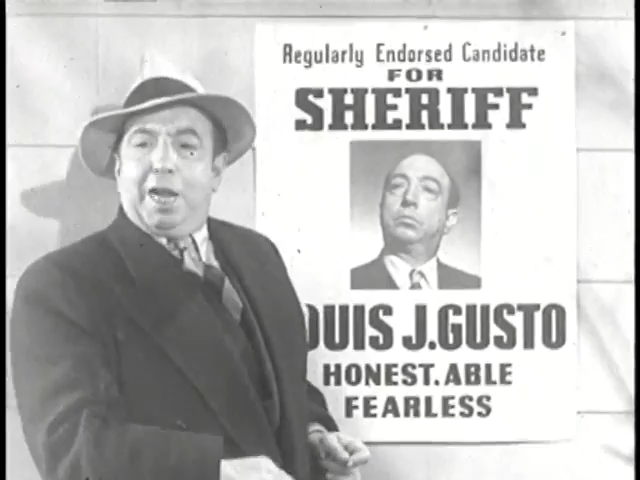 Regularly Endorsed Candidate
FOR
SHERIFF
OUIS J. GUSTO
HONEST. ABLE
FEARLESS